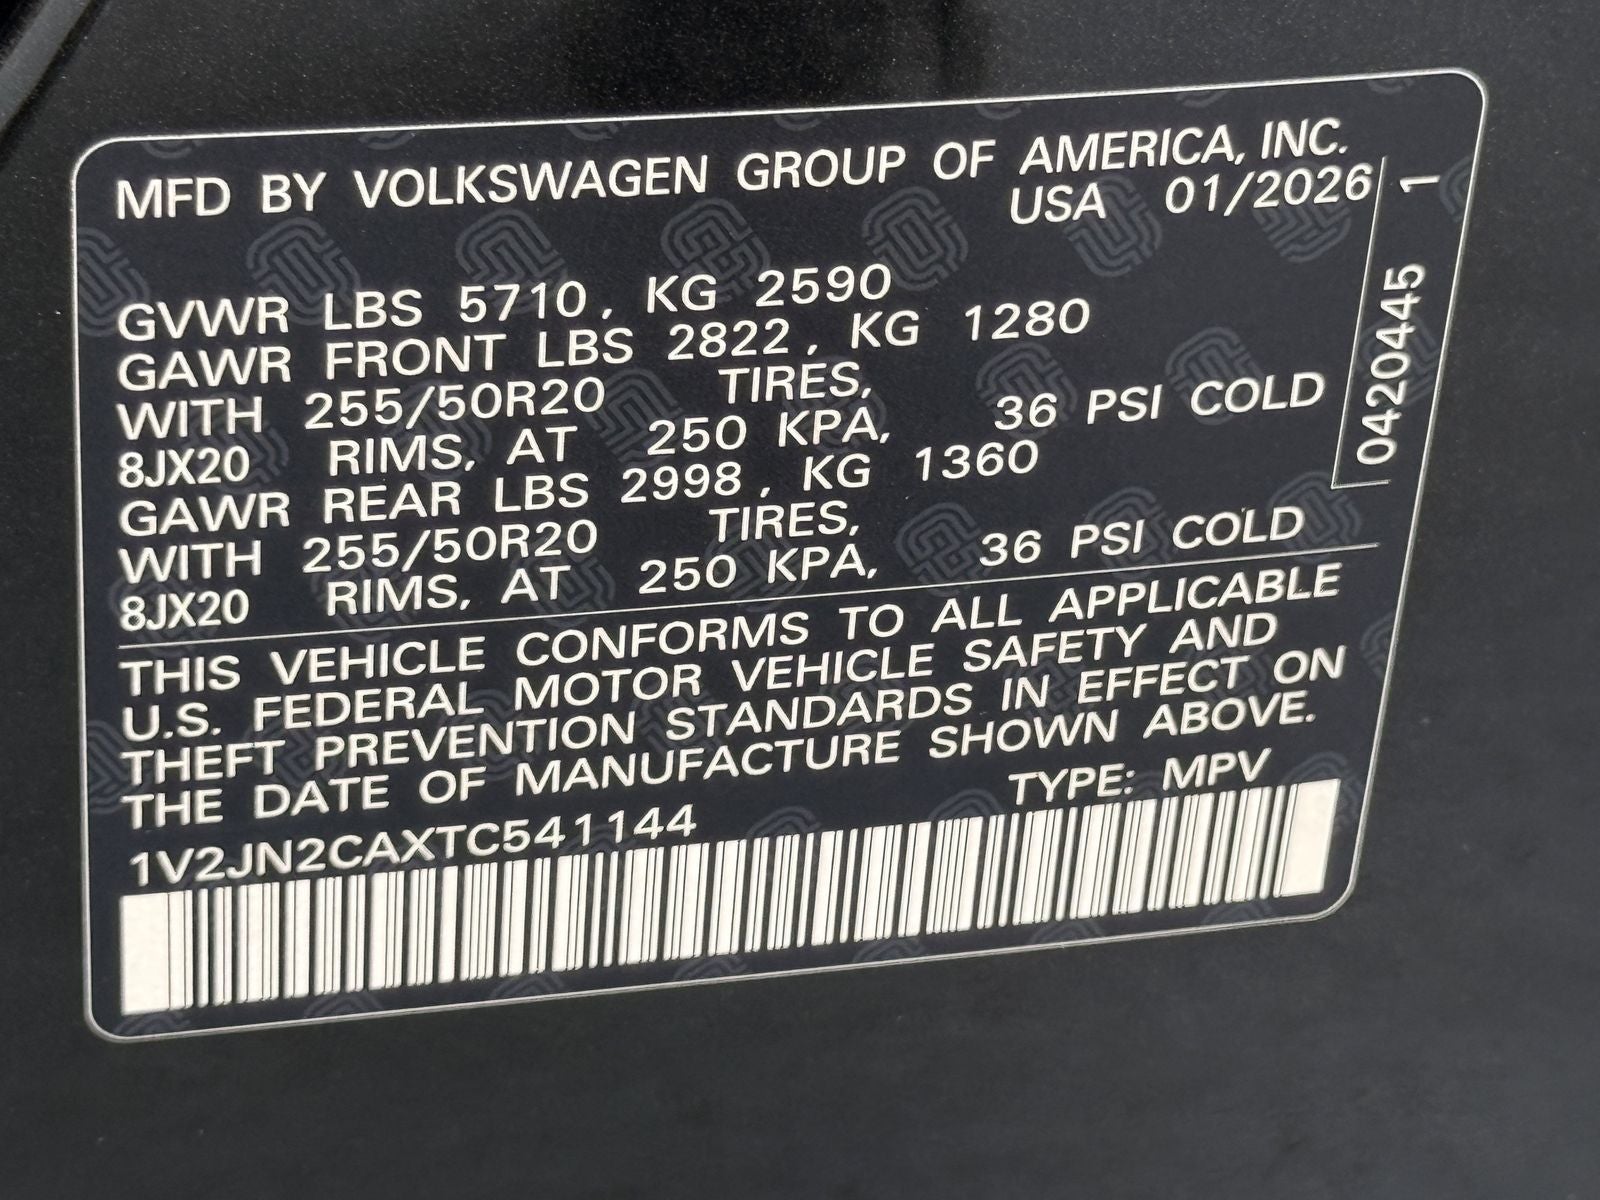 MFD BY VOLKSWAGEN GROUP OF AMERICA, INC.
USA 01/2026
GVWR LBS 5710, KG 2590
GAWR FRONT LBS 2822, KG 1280
WITH 255/50R20 TIRES,
8JX20 RIMS, AT 250 KPA, 36 PSI COLD
GAWR REAR LBS 2998, KG 1360
WITH 255/50R20 TIRES,
8JX20 RIMS, AT 250 KPA, 36 PSI COLD
THIS VEHICLE CONFORMS TO ALL APPLICABLE
U.S. FEDERAL MOTOR VEHICLE SAFETY AND
THEFT PREVENTION STANDARDS IN EFFECT ON
THE DATE OF MANUFACTURE SHOWN ABOVE.
1V2JN2CAXTC541144 TYPE: MPV
0420445 1